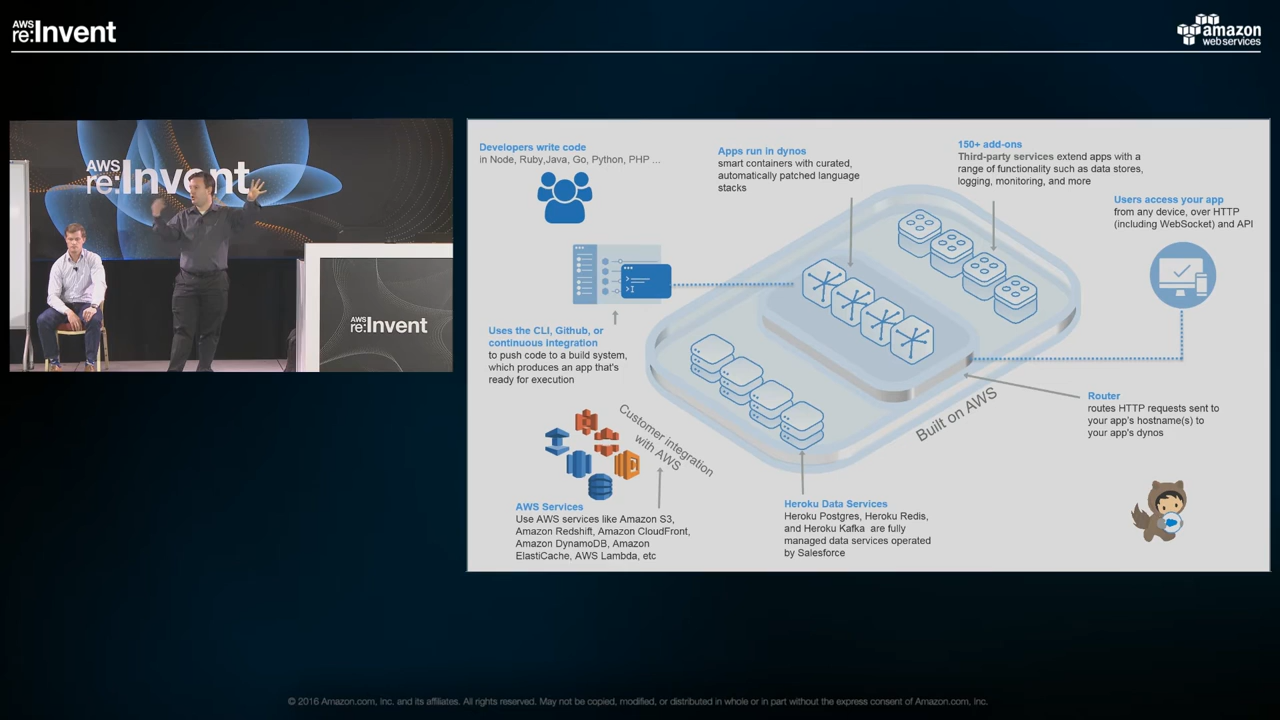 AWS
re:Invent
amazon
web services
AWS
re:Invent
AWS
re:Invent
Developers write code
in Node, Ruby,Java, Go, Python, PHP ...
Apps run in dynos
smart containers with curated,
automatically patched language
stacks
150+ add-ons
Third-party services extend apps with a
range of functionality such as data stores,
logging, monitoring, and more
Users access your app
from any device, over HTTP
(including WebSocket) and API
Uses the CLI, Github, or
continuous integration
to push code to a build system,
which produces an app that's
ready for execution
Customer integration
with AWS
Built on AWS
Router
routes HTTP requests sent to
your app's hostname(s) to
your app's dynos
AWS Services
Use AWS services like Amazon S3,
Amazon Redshift, Amazon CloudFront,
Amazon DynamoDB, Amazon
ElastiCache, AWS Lambda, etc
Heroku Data Services
Heroku Postgres, Heroku Redis,
and Heroku Kafka are fully
managed data services operated
by Salesforce
© 2016 Amazon.com, Inc. and its affiliates. All rights reserved. May not be copied, modified, or distributed in whole or in part without the express consent of Amazon.com, Inc.